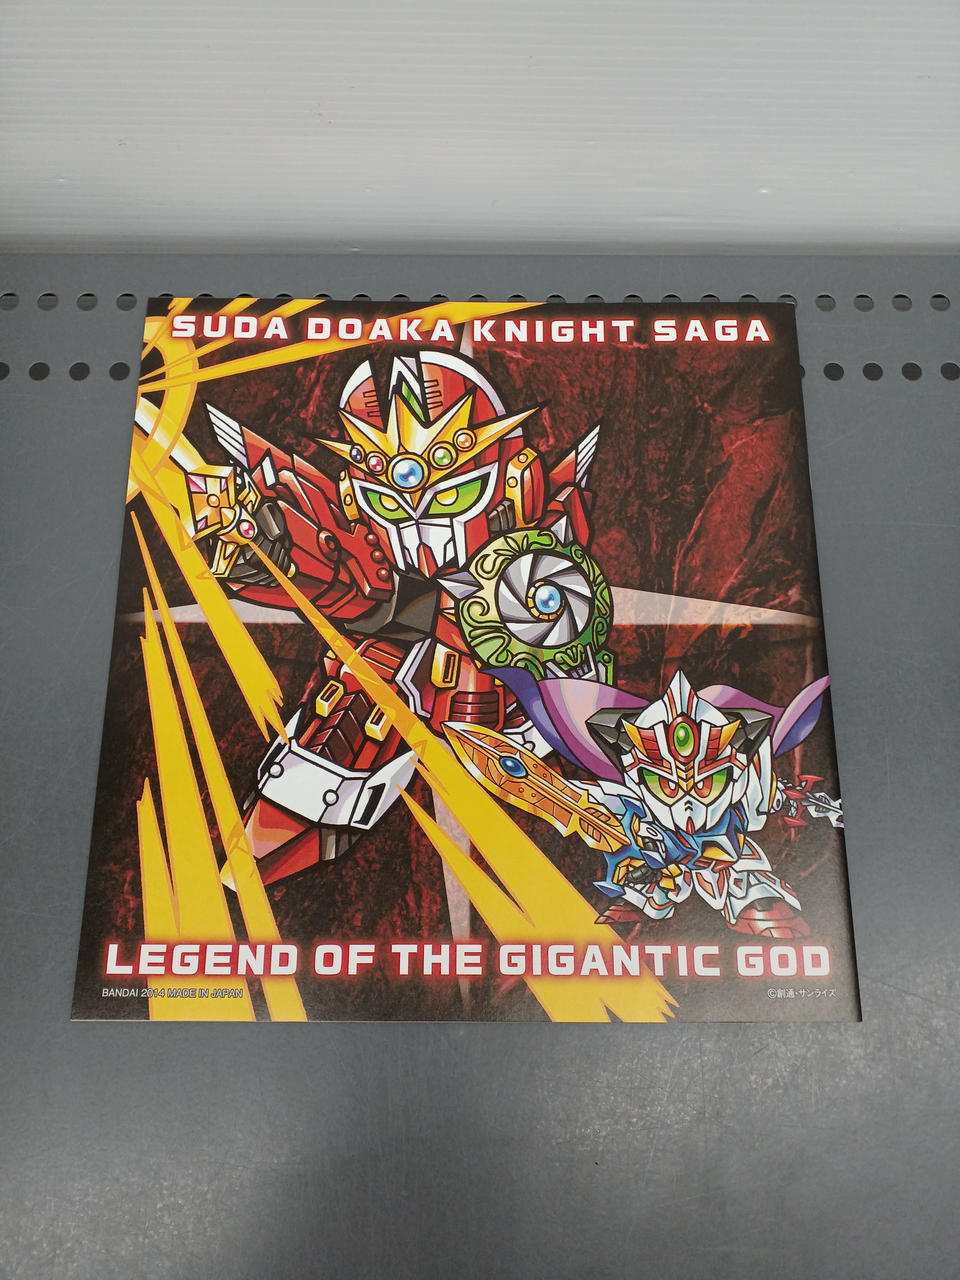 SUDA DOAKA KNIGHT SAGA
1
LEGEND OF THE GIGANTIC GOD
BANDAI 2014 MADE IN JAPAN
©創通・サンライズ